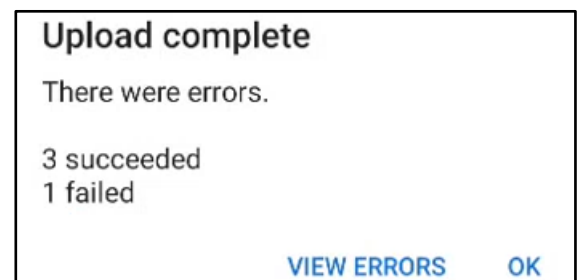 Upload complete
There were errors.
3 succeeded
1 failed
VIEW ERRORS OK